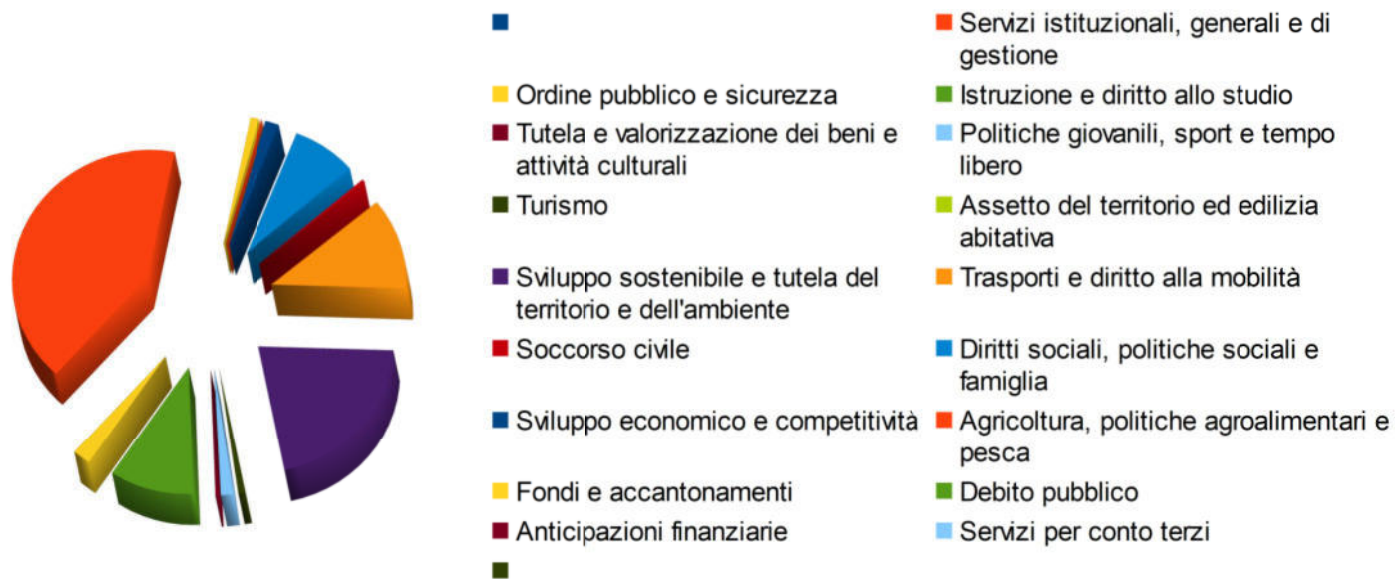 Servizi istituzionali, generali e di
gestione
Ordine pubblico e sicurezza
Istruzione e diritto allo studio
Tutela e valorizzazione dei beni e
attività culturali
Politiche giovanili, sport e tempo
libero
Turismo
Assetto del territorio ed edilizia
abitativa
Sviluppo sostenibile e tutela del
territorio e dell'ambiente
Trasporti e diritto alla mobilità
Soccorso civile
Diritti sociali, politiche sociali e
famiglia
Sviluppo economico e competitività
Agricoltura, politiche agroalimentari e
pesca
Fondi e accantonamenti
Debito pubblico
Anticipazioni finanziarie
Servizi per conto terzi